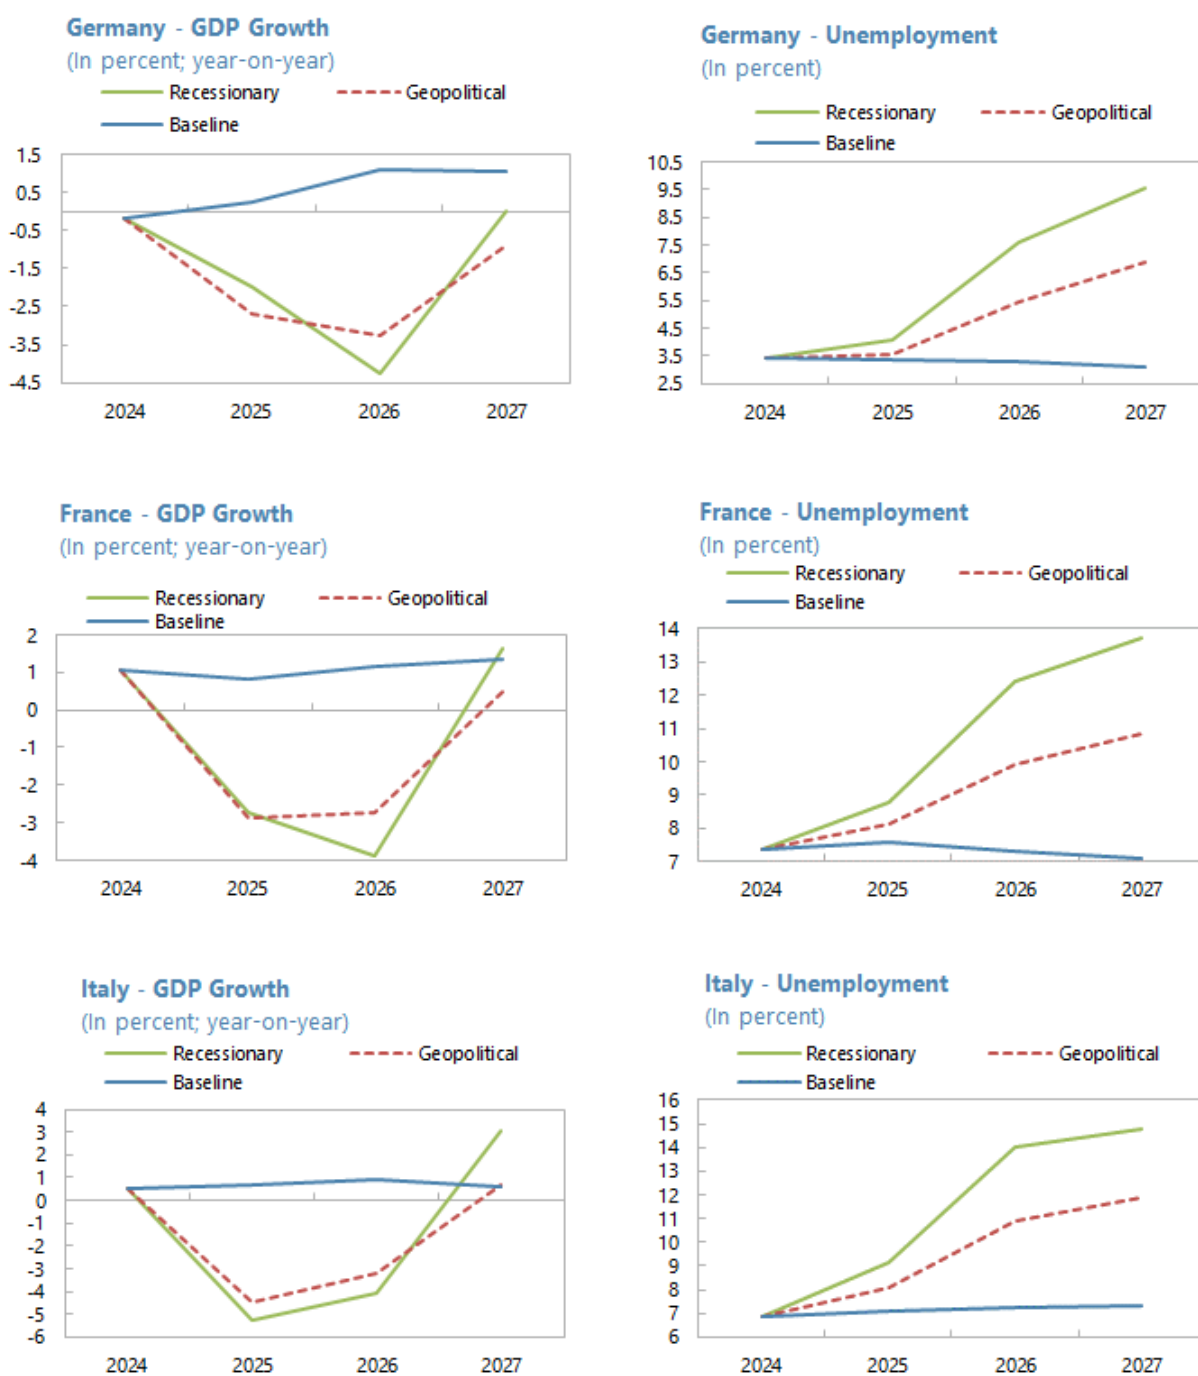 Germany - GDP Growth
(In percent; year-on-year)
Recessionary
Geopolitical
Baseline
1.5
0.5
-0.5
-1.5
-2.5
-3.5
-4.5
2024
2025
2026
2027
Germany - Unemployment
(In percent)
Recessionary
Geopolitical
Baseline
10.5
9.5
8.5
7.5
6.5
5.5
4.5
3.5
2.5
2024
2025
2026
2027
France - GDP Growth
(In percent; year-on-year)
Recessionary
Geopolitical
Baseline
2
1
0
-1
-2
-3
-4
2024
2025
2026
2027
France - Unemployment
(In percent)
Recessionary
Geopolitical
Baseline
14
13
12
11
10
9
8
7
2024
2025
2026
2027
Italy - GDP Growth
(In percent; year-on-year)
Recessionary
Geopolitical
Baseline
4
3
2
1
0
-1
-2
-3
-4
-5
-6
2024
2025
2026
2027
Italy - Unemployment
(In percent)
Recessionary
Geopolitical
Baseline
16
15
14
13
12
11
10
9
8
7
6
2024
2025
2026
2027